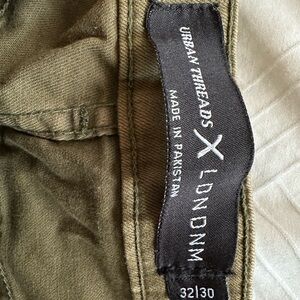 URBAN THREADS X LONDNM
MADE IN PAKISTAN
32|30